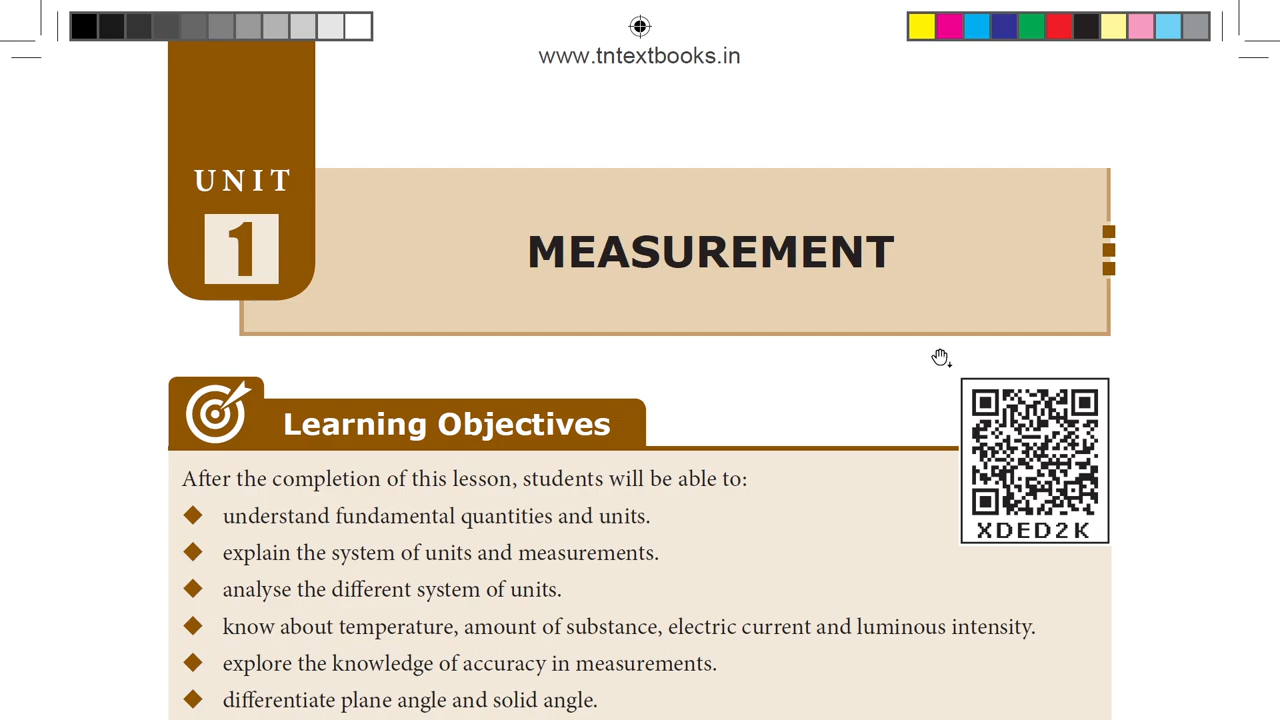 www.tntextbooks.in
UNIT
1
MEASUREMENT
Learning Objectives
XDED2K
After the completion of this lesson, students will be able to:
understand fundamental quantities and units.
explain the system of units and measurements.
analyse the different system of units.
know about temperature, amount of substance, electric current and luminous intensity.
explore the knowledge of accuracy in measurements.
differentiate plane angle and solid angle.